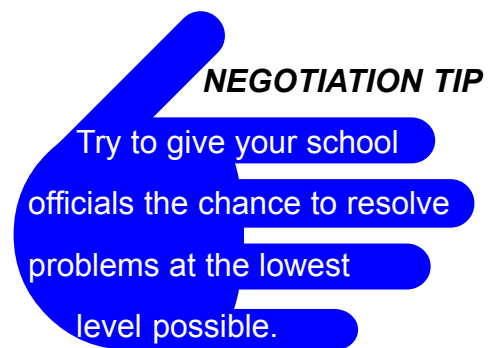 NEGOTIATION TIP
Try to give your school
officials the chance to resolve
problems at the lowest
level possible.